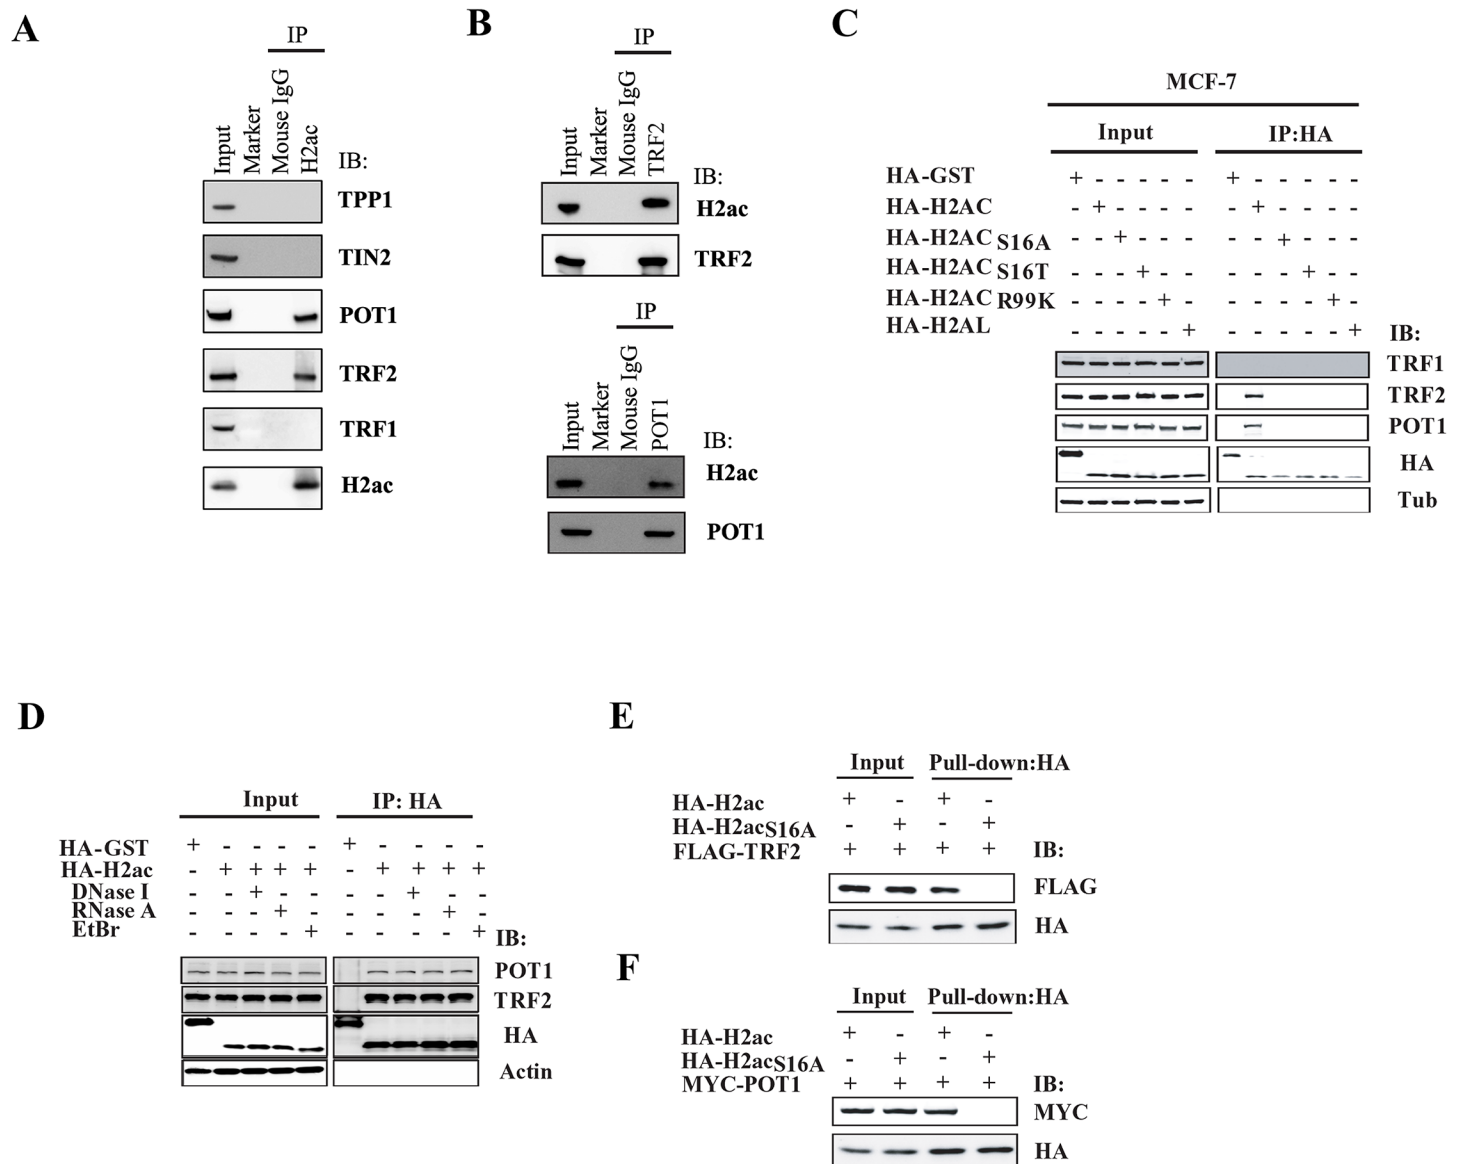 A
IP
Input
Marker
Mouse IgG
H2ac
IB:
TPP1
TIN2
POT1
TRF2
TRF1
H2ac
B
IP
Input
Marker
Mouse IgG
TRF2
IB:
H2ac
TRF2
IP
Input
Marker
Mouse IgG
POT1
IB:
H2ac
POT1
C
MCF-7
Input IP:HA
HA-GST + - - - - - + - - - - -
HA-H2AC - + - - - - - + - - - -
HA-H2AC S16A - - + - - - - - + - - -
HA-H2AC S16T - - - + - - - - - + - -
HA-H2AC R99K - - - - + - - - - - + -
HA-H2AL - - - - - + - - - - - +
IB:
TRF1
TRF2
POT1
HA
Tub
D
Input IP: HA
HA-GST + - - - - + - - - -
HA-H2ac - + + + + - + + + +
DNase I - - + - - - - + - -
RNase A - - - + - - - - + -
EtBr - - - - + - - - - +
IB:
POT1
TRF2
HA
Actin
E
Input Pull-down:HA
HA-H2ac + - + -
HA-H2acS16A - + - +
FLAG-TRF2 + + + + IB:
FLAG
HA
F
Input Pull-down:HA
HA-H2ac + - + -
HA-H2acS16A - + - +
MYC-POT1 + + + + IB:
MYC
HA